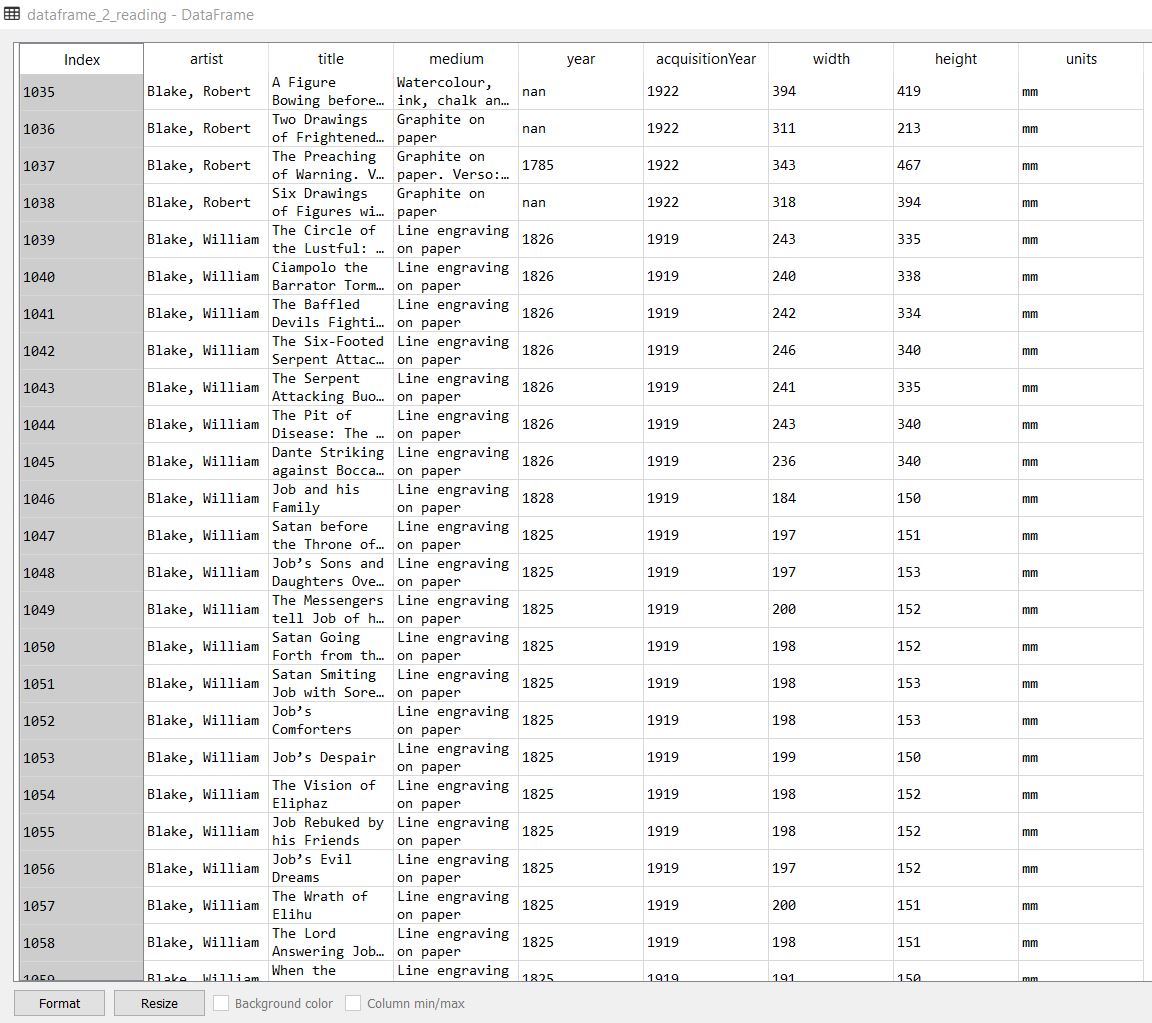 dataframe_2_reading - DataFrame
Index artist title medium year acquisitionYear width height units
1035 Blake, Robert A Figure Bowing before… Watercolour, ink, chalk an… nan 1922 394 419 mm
1036 Blake, Robert Two Drawings of Frightened… Graphite on paper nan 1922 311 213 mm
1037 Blake, Robert The Preaching of Warning. V… Graphite on paper. Verso:… 1785 1922 343 467 mm
1038 Blake, Robert Six Drawings of Figures wi… Graphite on paper nan 1922 318 394 mm
1039 Blake, William The Circle of the Lustful: … Line engraving on paper 1826 1919 243 335 mm
1040 Blake, William Ciampolo the Barrator Torm… Line engraving on paper 1826 1919 240 338 mm
1041 Blake, William The Baffled Devils Fighti… Line engraving on paper 1826 1919 242 334 mm
1042 Blake, William The Six-Footed Serpent Attac… Line engraving on paper 1826 1919 246 340 mm
1043 Blake, William The Serpent Attacking Buo… Line engraving on paper 1826 1919 241 335 mm
1044 Blake, William The Pit of Disease: The … Line engraving on paper 1826 1919 243 340 mm
1045 Blake, William Dante Striking against Bocca… Line engraving on paper 1826 1919 236 340 mm
1046 Blake, William Job and his Family Line engraving on paper 1828 1919 184 150 mm
1047 Blake, William Satan before the Throne of… Line engraving on paper 1825 1919 197 151 mm
1048 Blake, William Job’s Sons and Daughters Ove… Line engraving on paper 1825 1919 197 153 mm
1049 Blake, William The Messengers tell Job of h… Line engraving on paper 1825 1919 200 152 mm
1050 Blake, William Satan Going Forth from th… Line engraving on paper 1825 1919 198 152 mm
1051 Blake, William Satan Smiting Job with Sore… Line engraving on paper 1825 1919 198 153 mm
1052 Blake, William Job’s Comforters Line engraving on paper 1825 1919 198 153 mm
1053 Blake, William Job’s Despair Line engraving on paper 1825 1919 199 150 mm
1054 Blake, William The Vision of Eliphaz Line engraving on paper 1825 1919 198 152 mm
1055 Blake, William Job Rebuked by his Friends Line engraving on paper 1825 1919 198 152 mm
1056 Blake, William Job’s Evil Dreams Line engraving on paper 1825 1919 197 152 mm
1057 Blake, William The Wrath of Elihu Line engraving on paper 1825 1919 200 151 mm
1058 Blake, William The Lord Answering Job… Line engraving on paper 1825 1919 198 151 mm
1059 Blake, William When the Line engraving 1825 1919 191 150 mm
Format Resize Background color Column min/max